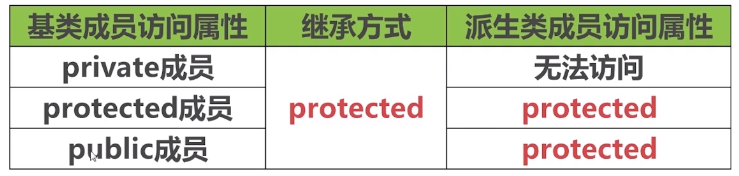 基类成员访问属性 继承方式 派生类成员访问属性
private成员 无法访问
protected成员 protected protected
public成员 protected